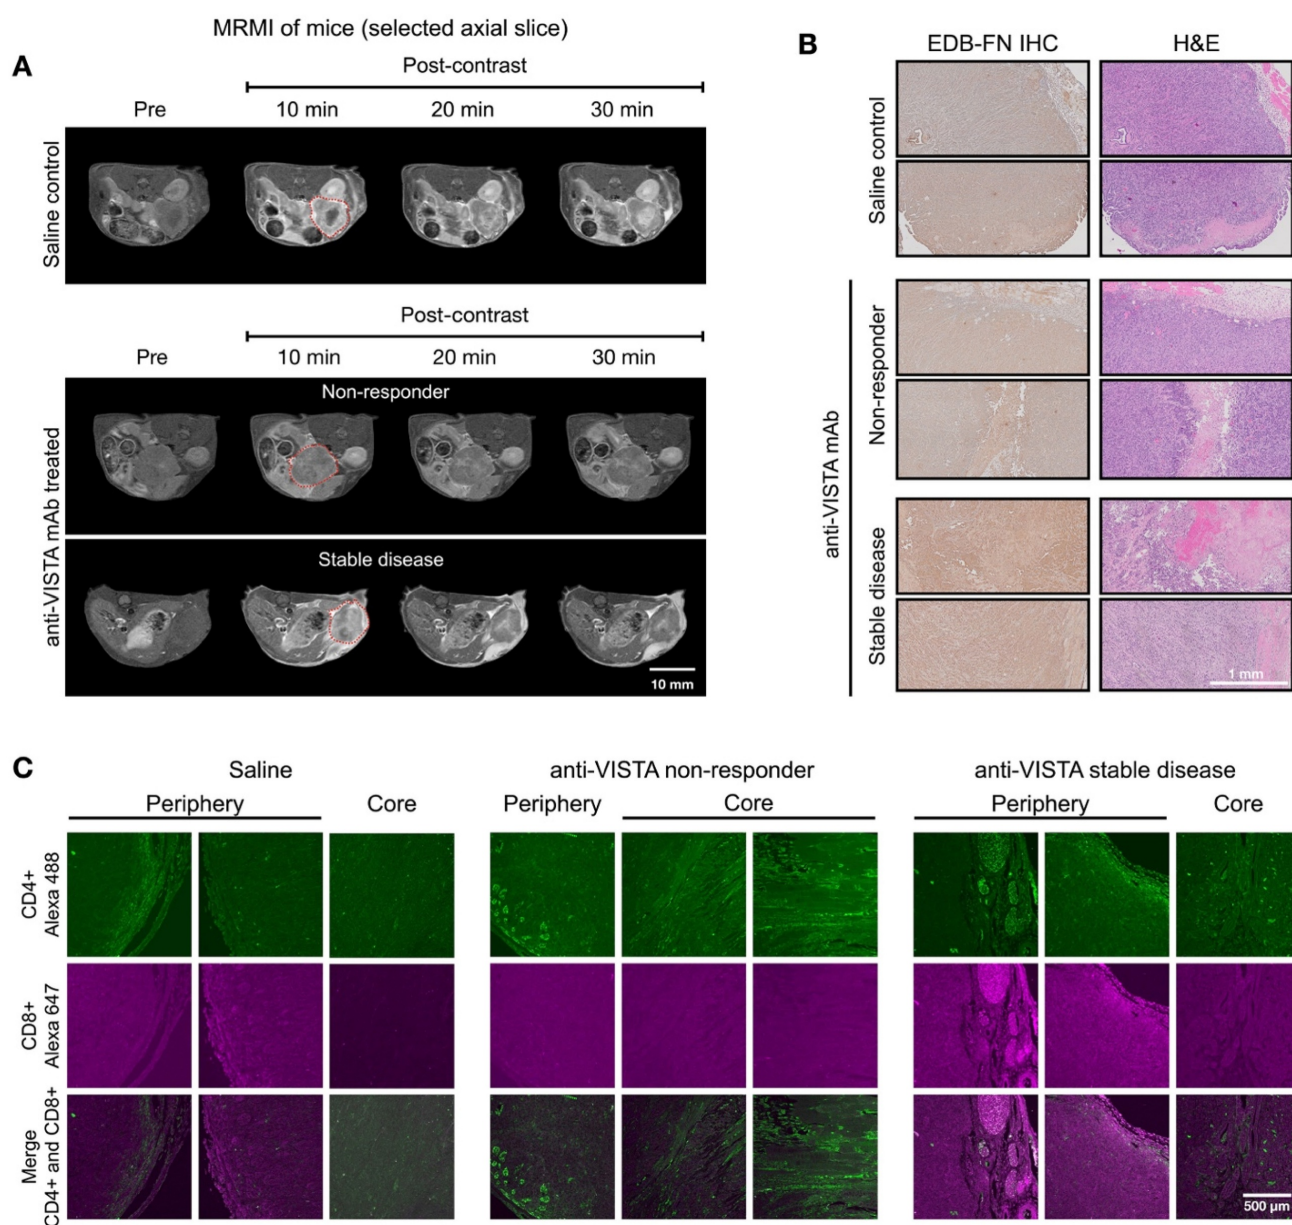 MRMI of mice (selected axial slice)
A
Post-contrast
Pre
10 min
20 min
30 min
Saline control
Post-contrast
Pre
10 min
20 min
30 min
anti-VISTA mAb treated
Non-responder
Stable disease
10 mm
B
EDB-FN IHC
H&E
Saline control
anti-VISTA mAb
Non-responder
Stable disease
1 mm
C
Saline
anti-VISTA non-responder
anti-VISTA stable disease
Periphery
Core
Periphery
Core
Periphery
Core
CD4+
Alexa 488
CD8+
Alexa 647
Merge
CD4+ and CD8+
500 µm